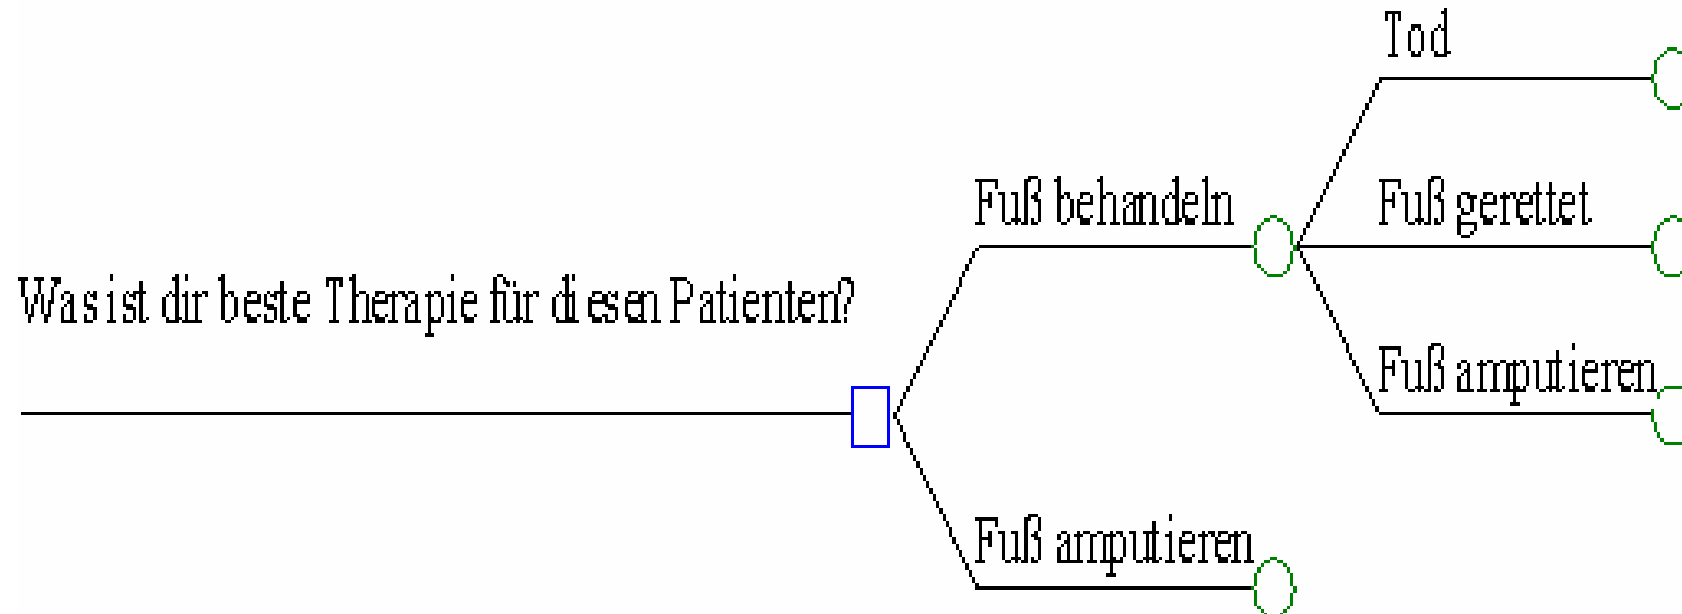 Tod
Fuß behandeln
Fuß gerettet
Was ist dir beste Therapie für diesen Patienten?
Fuß amputieren
Fuß amputieren